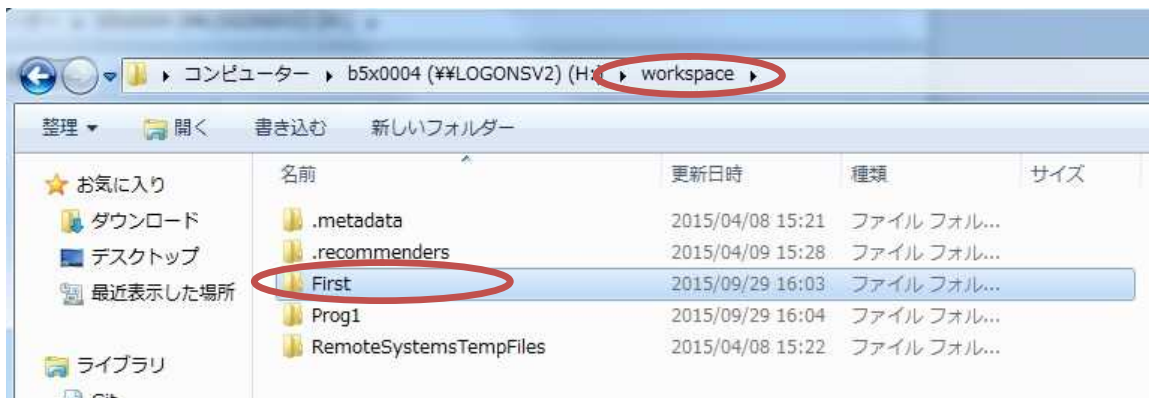 コンピューター b5x0004 (¥¥LOGONSV2) (H:) workspace
整理 開く 書き込む 新しいフォルダー
名前 更新日時 種類 サイズ
お気に入り
ダウンロード
デスクトップ
最近表示した場所
ライブラリ
.metadata 2015/04/08 15:21 ファイル フォル...
.recommenders 2015/04/09 15:28 ファイル フォル...
First 2015/09/29 16:03 ファイル フォル...
Prog1 2015/09/29 16:04 ファイル フォル...
RemoteSystemsTempFiles 2015/04/08 15:22 ファイル フォル...